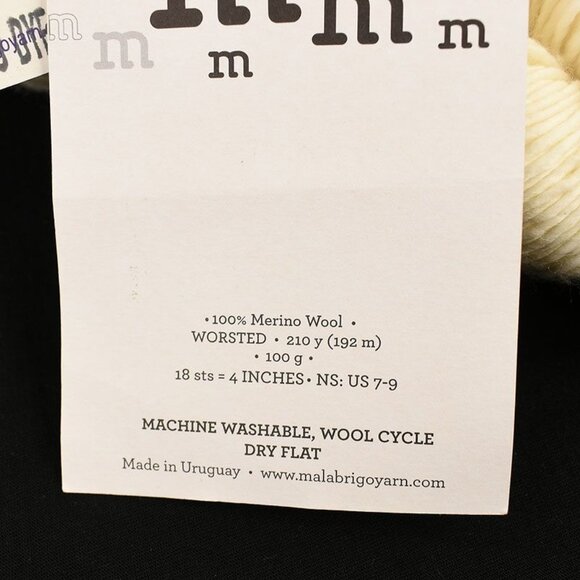 m
m
m
m
m
m
•100% Merino Wool •
WORSTED • 210 y (192 m)
• 100 g •
18 sts = 4 INCHES • NS: US 7-9
MACHINE WASHABLE, WOOL CYCLE
DRY FLAT
Made in Uruguay • www.malabrigoyarn.com